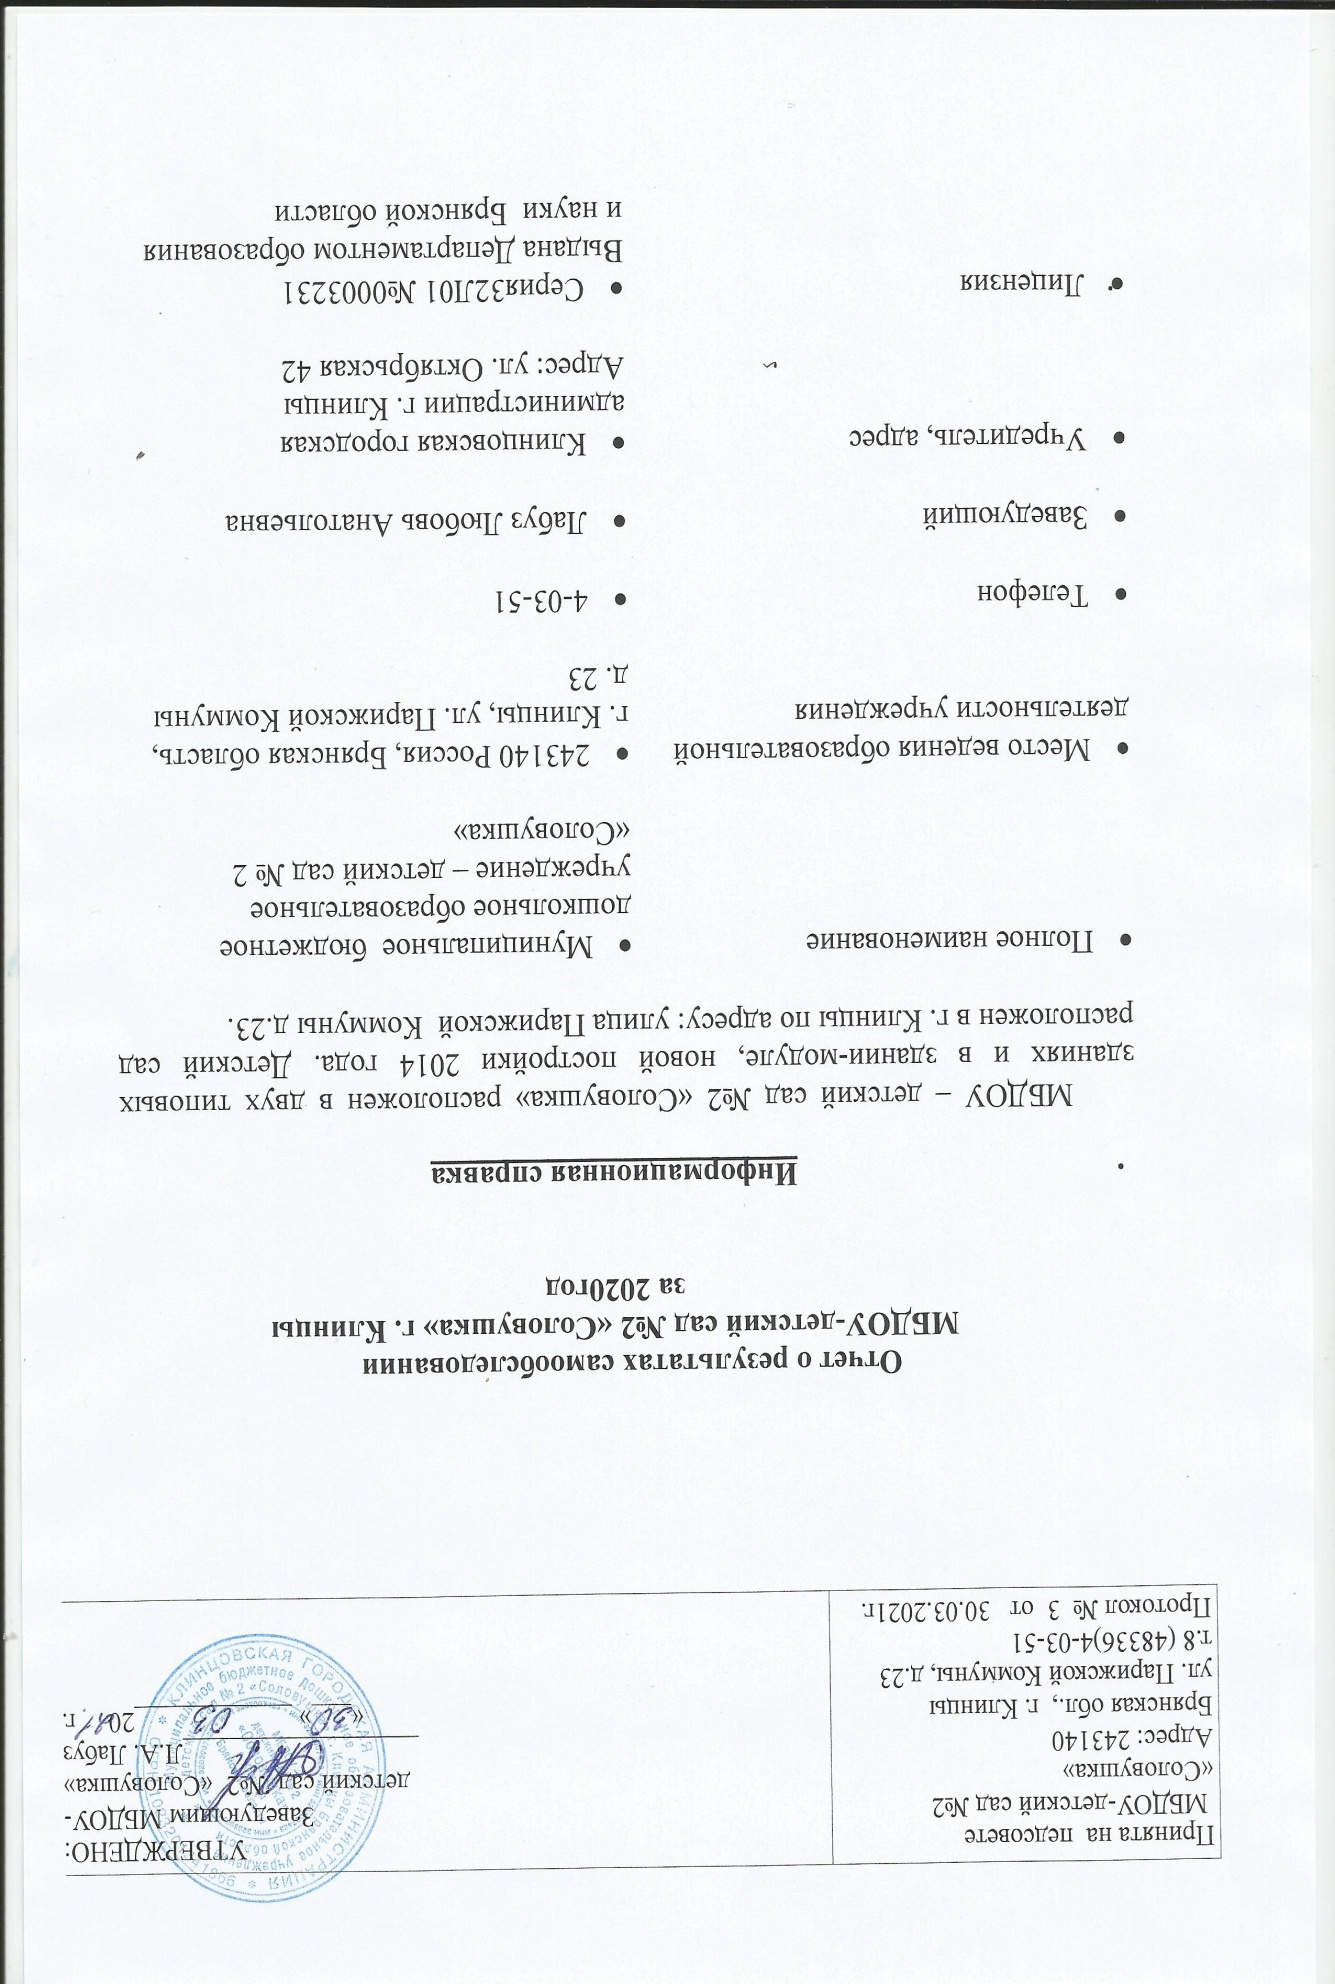 Принята на  педсовете
МБДОУ-детский сад №2
«Соловушка»
Адрес: 243140
Брянская обл.,  г. Клинцы
ул. Парижской Коммуны, д.23
т.8 (48336)4-03-51
Протокол № 3 от 30.03.2021г.
УТВЕРЖДЕНО:
Заведующим МБДОУ-
детский сад №2 «Соловушка»
Л.А. Лабуз
«30» 03 2021г.
Отчет о результатах самообследовании
МБДОУ-детский сад №2 «Соловушка» г. Клинцы
за 2020год
Информационная справка
МБДОУ – детский сад №2 «Соловушка» расположен в двух типовых
зданиях и в здании-модуле, новой постройки 2014 года. Детский сад
расположен в г. Клинцы по адресу: улица Парижской Коммуны д.23.
• Полное наименование
• Муниципальное бюджетное
дошкольное образовательное
учреждение – детский сад № 2
«Соловушка»
• Место ведения образовательной
деятельности учреждения
• 243140 Россия, Брянская область,
г. Клинцы, ул. Парижской Коммуны
д. 23
• Телефон
• 4-03-51
• Заведующий
• Лабуз Любовь Анатольевна
• Учредитель, адрес
• Клинцовская городская
администрации г. Клинцы
Адрес: ул. Октябрьская 42
• Лицензия
• Серия32Л01 №0003231
Выдана Департаментом образования
и науки Брянской области
КЛИНЦОВСКАЯ ГОРОДСКАЯ АДМИНИСТРАЦИЯ